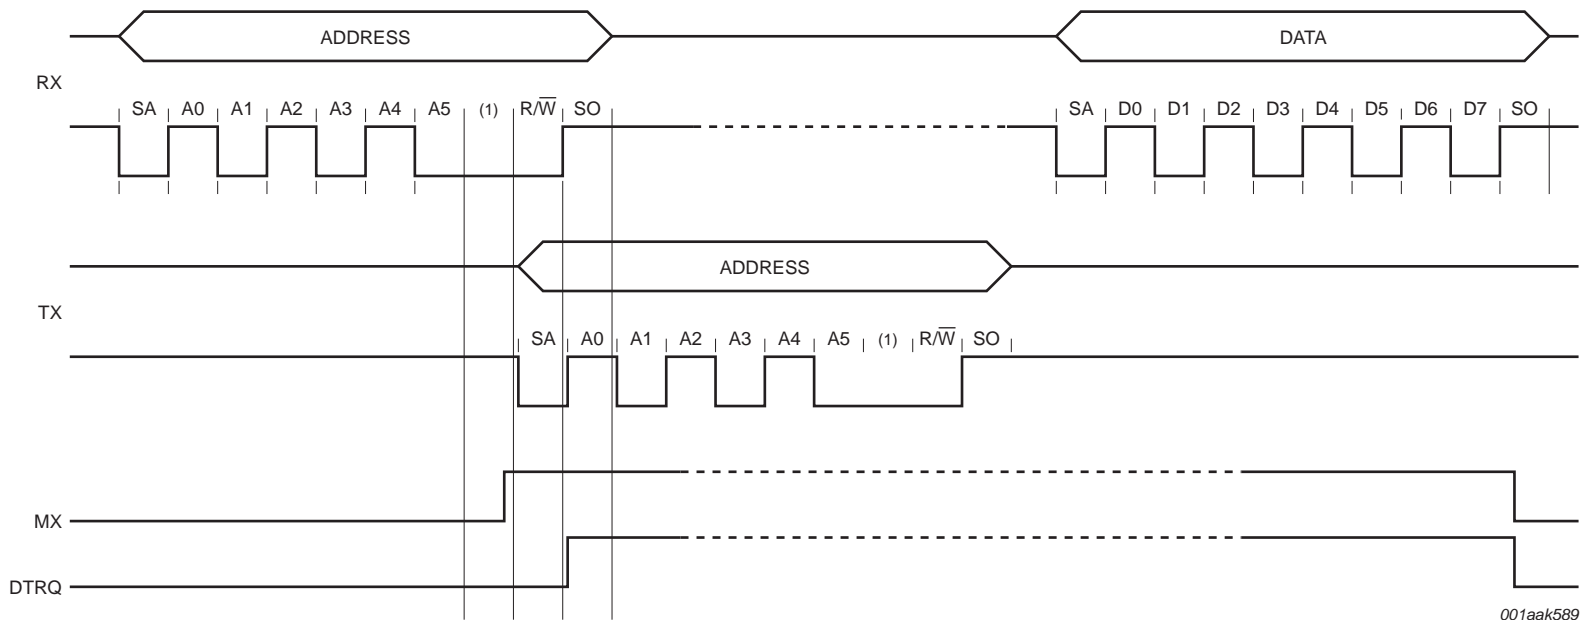 ADDRESS DATA
RX
SA A0 A1 A2 A3 A4 A5 (1) R/W̅ SO SA D0 D1 D2 D3 D4 D5 D6 D7 SO
ADDRESS
TX
SA A0 A1 A2 A3 A4 A5 (1) R/W̅ SO
MX
DTRQ
001aak589